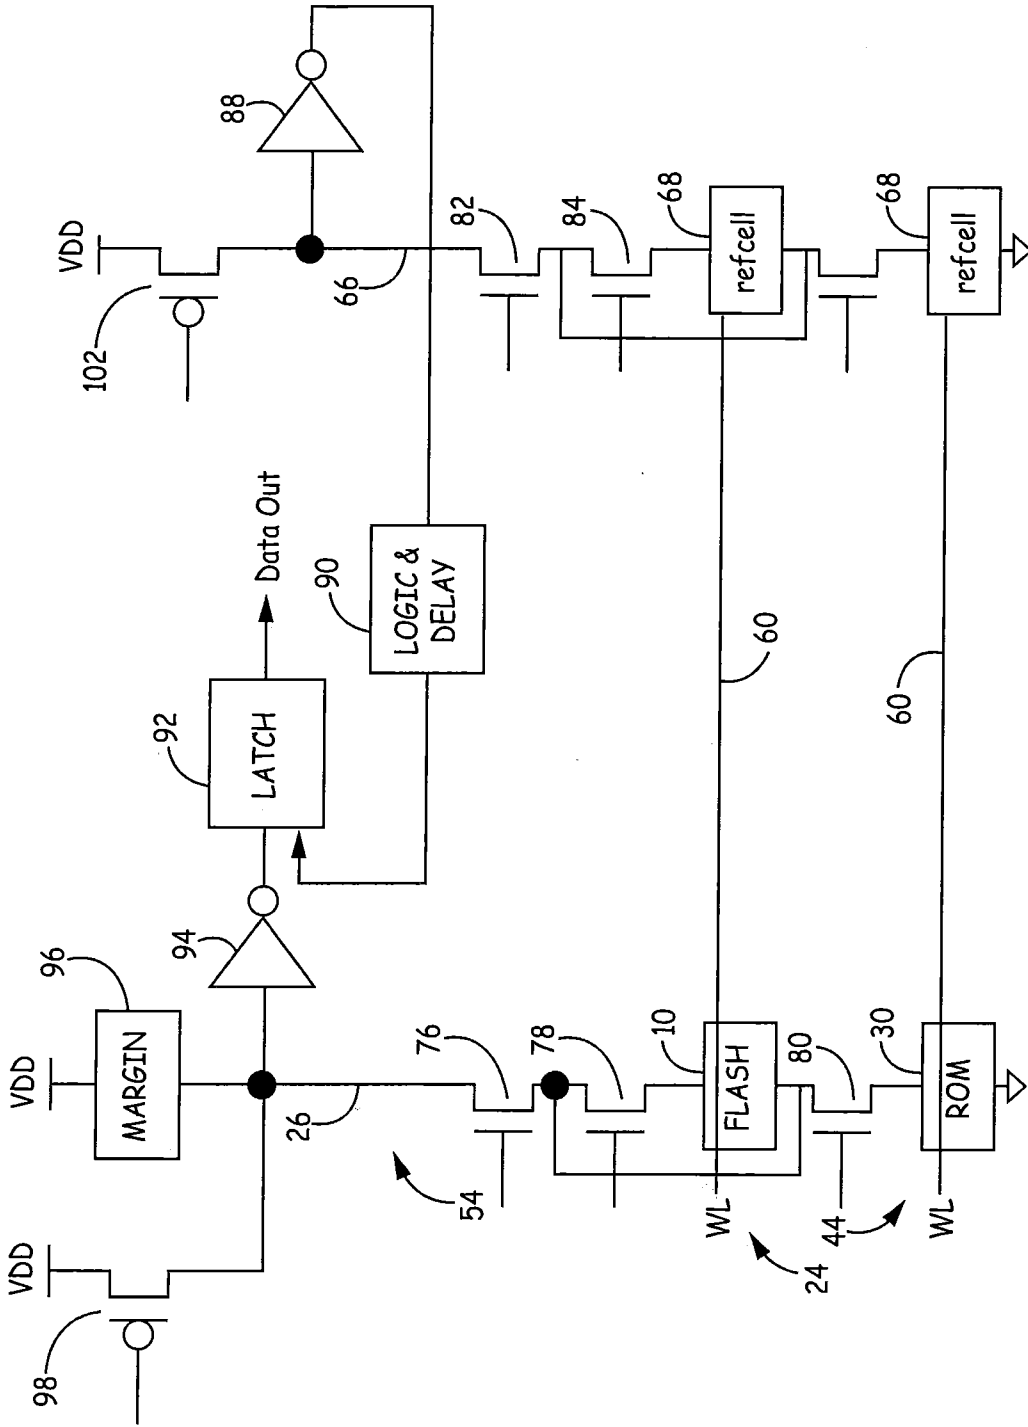 VDD
VDD
98
96
VDD
102
MARGIN
92
94
88
LATCH
Data Out
26
90
66
LOGIC &
DELAY
76
82
54
78
84
10
68
WL
FLASH
refcell
60
80
24
44
30
68
60
WL
ROM
refcell